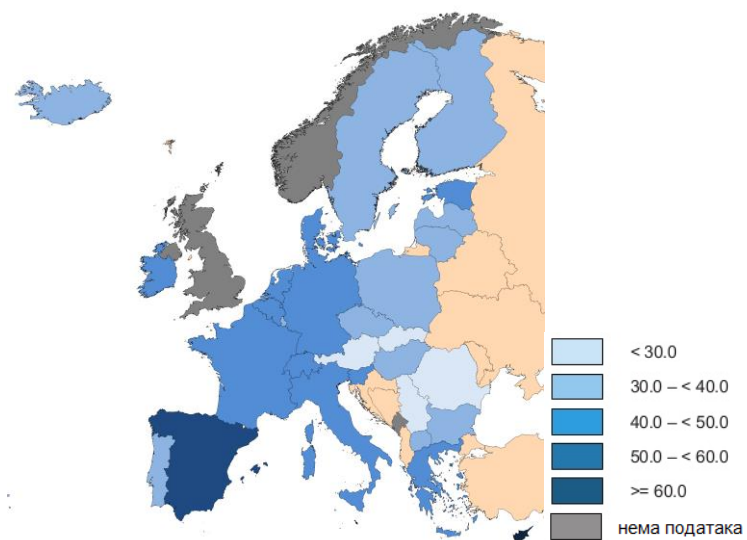 < 30.0
30.0 – < 40.0
40.0 – < 50.0
50.0 – < 60.0
>= 60.0
нема података